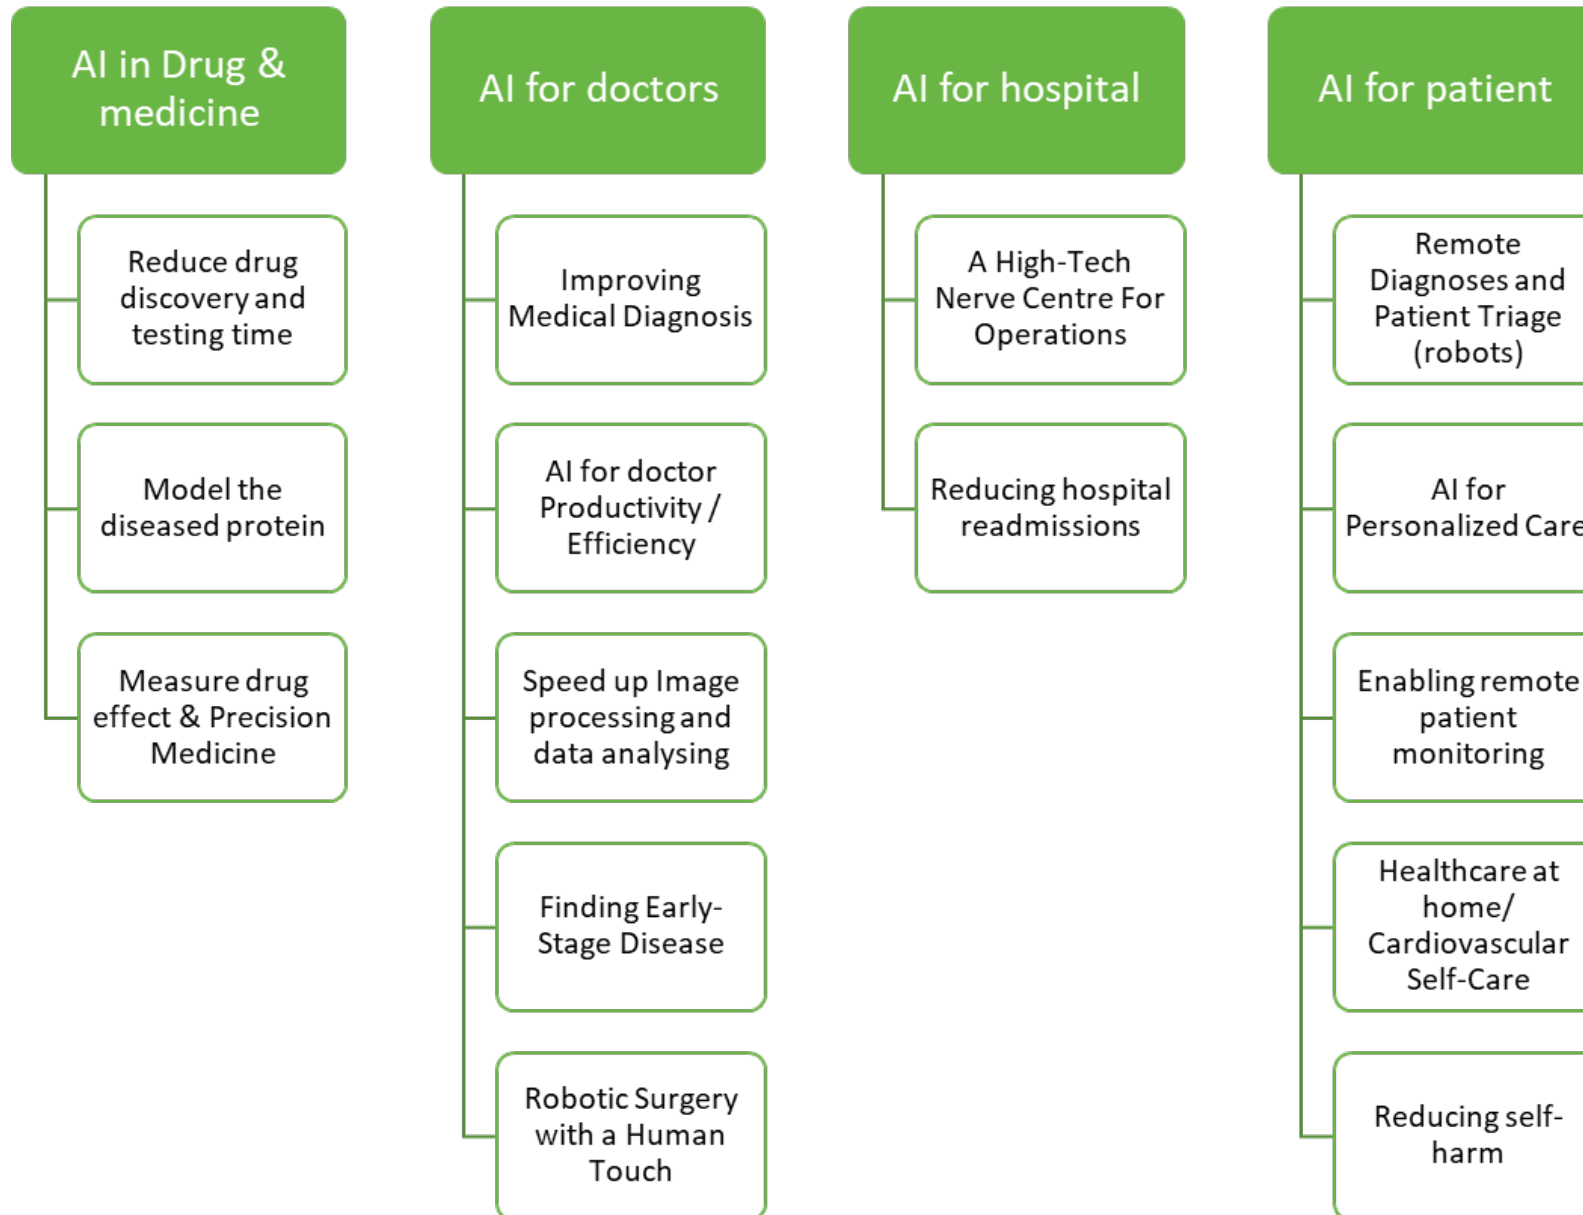 AI in Drug &
medicine
Reduce drug
discovery and
testing time
Model the
diseased protein
Measure drug
effect & Precision
Medicine
AI for doctors
Improving
Medical Diagnosis
AI for doctor
Productivity /
Efficiency
Speed up Image
processing and
data analysing
Finding Early-
Stage Disease
Robotic Surgery
with a Human
Touch
AI for hospital
A High-Tech
Nerve Centre For
Operations
Reducing hospital
readmissions
AI for patient
Remote
Diagnoses and
Patient Triage
(robots)
AI for
Personalized Care
Enabling remote
patient
monitoring
Healthcare at
home/
Cardiovascular
Self-Care
Reducing self-
harm